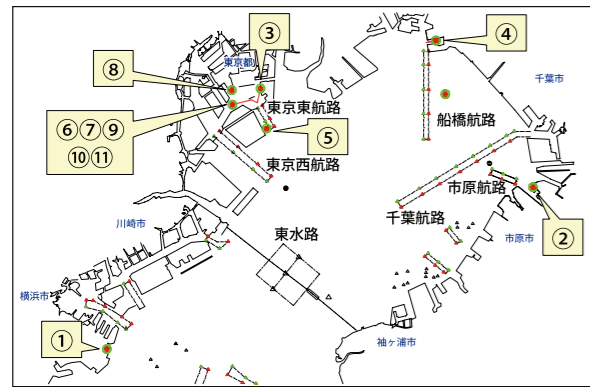 ③
④
東京都
⑧
千葉市
東京東航路
船橋航路
⑥⑦⑨
⑩⑪
⑤
東京西航路
市原航路
千葉航路
②
川崎市
東水路
市原市
横浜市
①
袖ヶ浦市